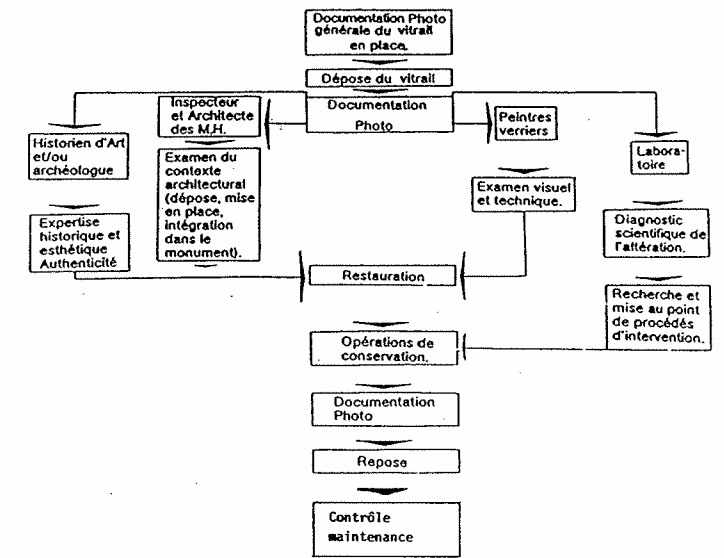 Documentation Photo
générale du vitrail
en place.
Dépose du vitrail
Documentation
Photo
Inspecteur
et Architecte
des M.H.
Peintres
verriers
Historien d'Art
et/ou
archéologue
Labora-
toire
Examen du
contexte
architectural
(dépose, mise
en place,
intégration
dans le
monument).
Examen visuel
et technique.
Expertise
historique et
esthétique
Authenticité
Diagnostic
scientifique de
l'altération.
Restauration
Recherche et
mise au point
de procédés
d'intervention.
Opérations de
conservation.
Documentation
Photo
Repose
Contrôle
maintenance